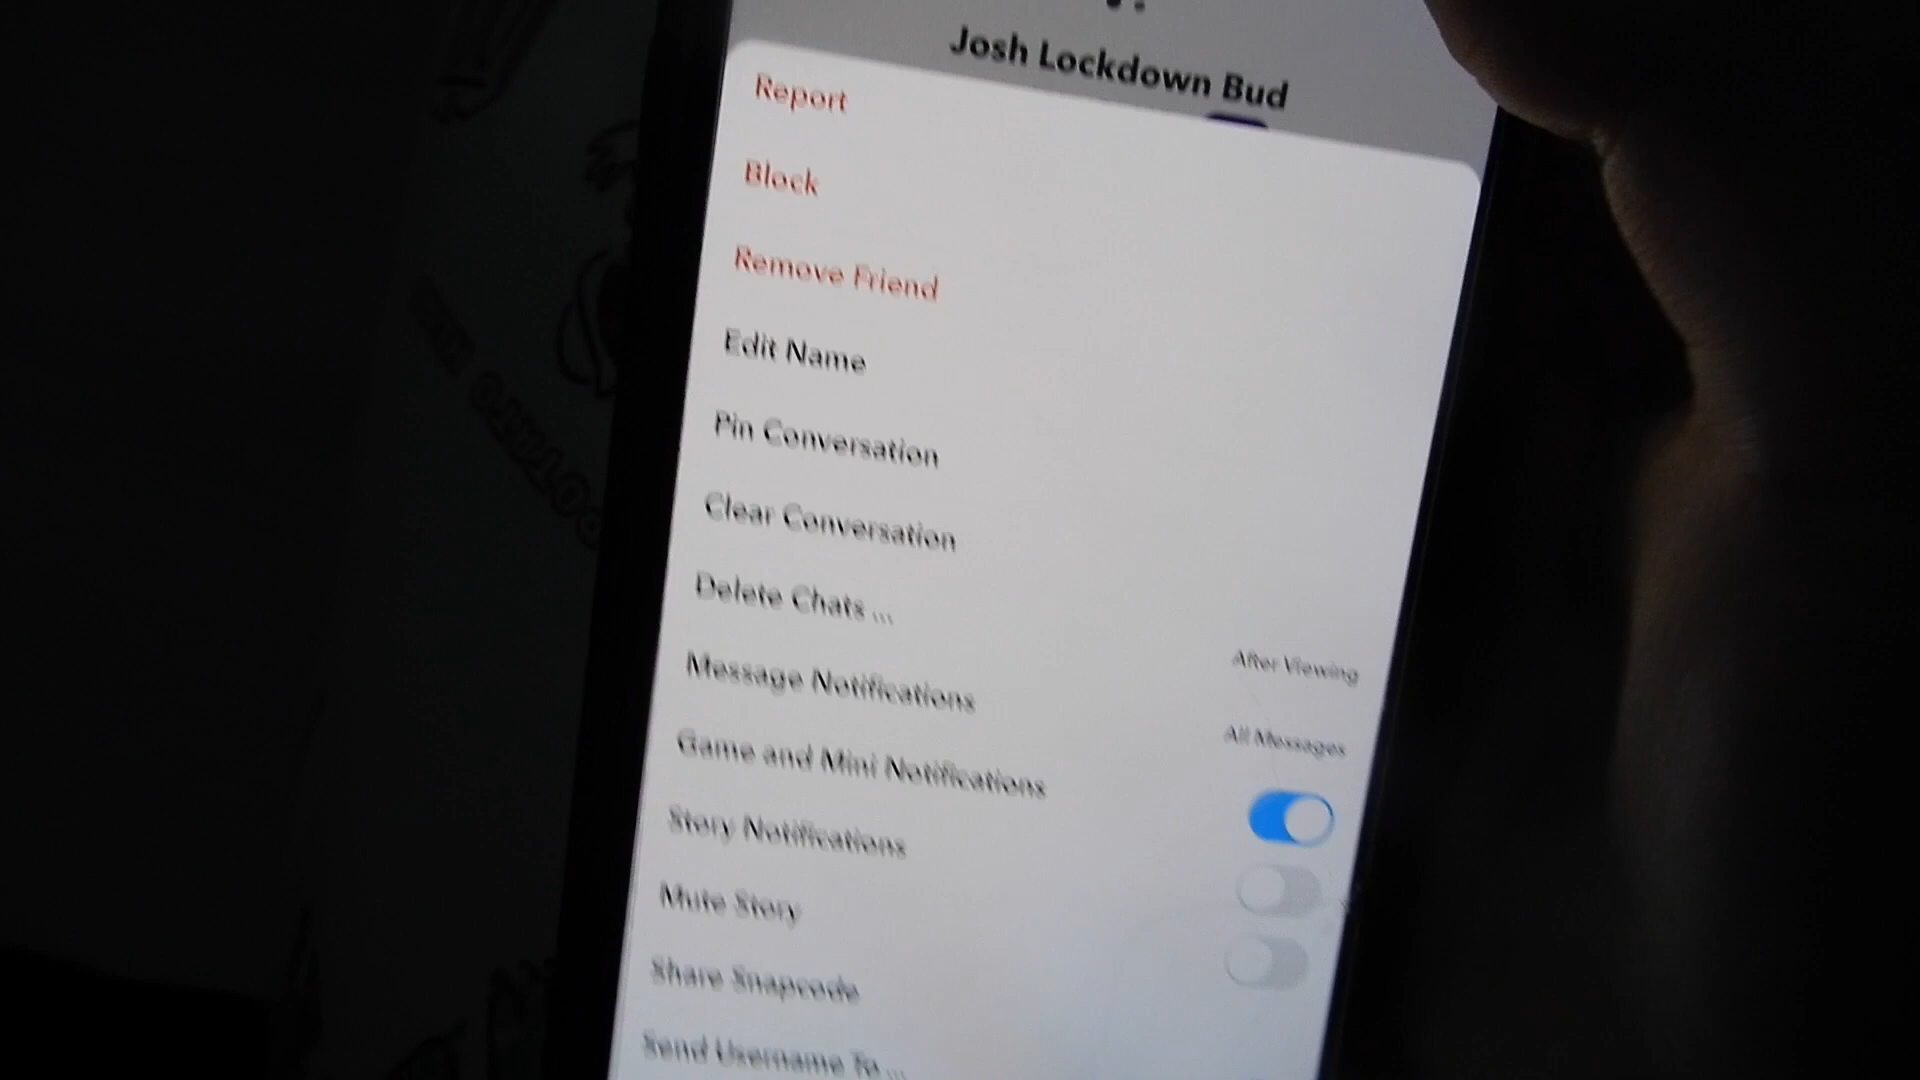 Josh Lockdown Bud
Report
Block
Remove Friend
Edit Name
Pin Conversation
Clear Conversation
Delete Chats ...
After Viewing
Message Notifications
All Messages
Game and Mini Notifications
Story Notifications
Mute Story
Share Snapcode
Send Username To ...